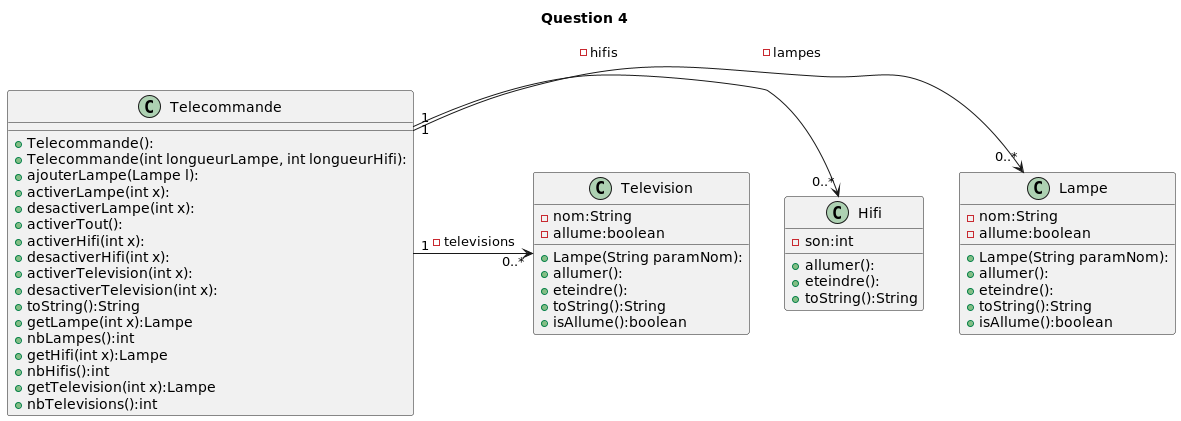 Question 4
hifis
lampes
C Telecommande
Telecommande():
Telecommande(int longueurLampe, int longueurHifi):
ajouterLampe(Lampe l):
activerLampe(int x):
desactiverLampe(int x):
activerTout():
activerHifi(int x):
desactiverHifi(int x):
activerTelevision(int x):
desactiverTelevision(int x):
toString():String
getLampe(int x):Lampe
nbLampes():int
getHifi(int x):Lampe
nbHifis():int
getTelevision(int x):Lampe
nbTelevisions():int
1
1
1
televisions
0..*
C Television
nom:String
allume:boolean
Lampe(String paramNom):
allumer():
eteindre():
toString():String
isAllume():boolean
0..*
C Hifi
son:int
allumer():
eteindre():
toString():String
0..*
C Lampe
nom:String
allume:boolean
Lampe(String paramNom):
allumer():
eteindre():
toString():String
isAllume():boolean